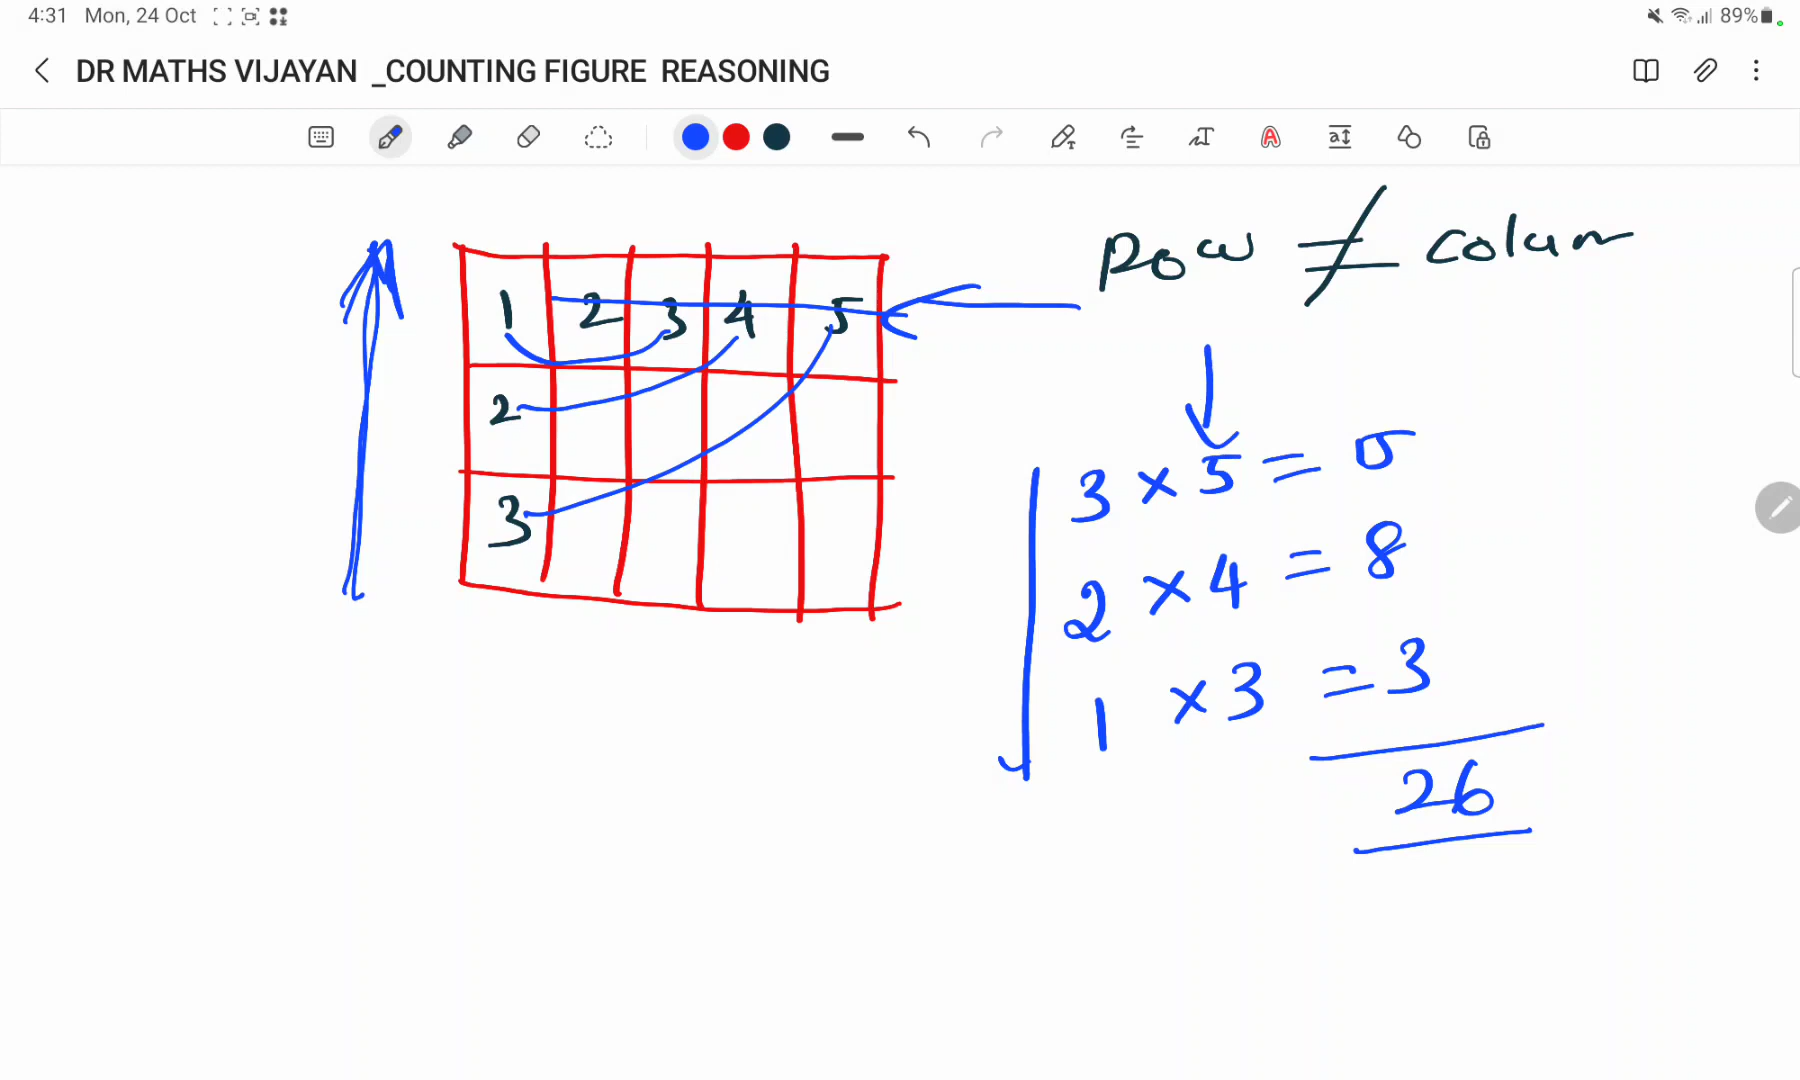 4:31 Mon, 24 Oct 89%
DR MATHS VIJAYAN _COUNTING FIGURE REASONING
Row ≠ Colum
1 2 3 4 5
2
3
3 × 5 = 5
2 × 4 = 8
1 × 3 = 3
26